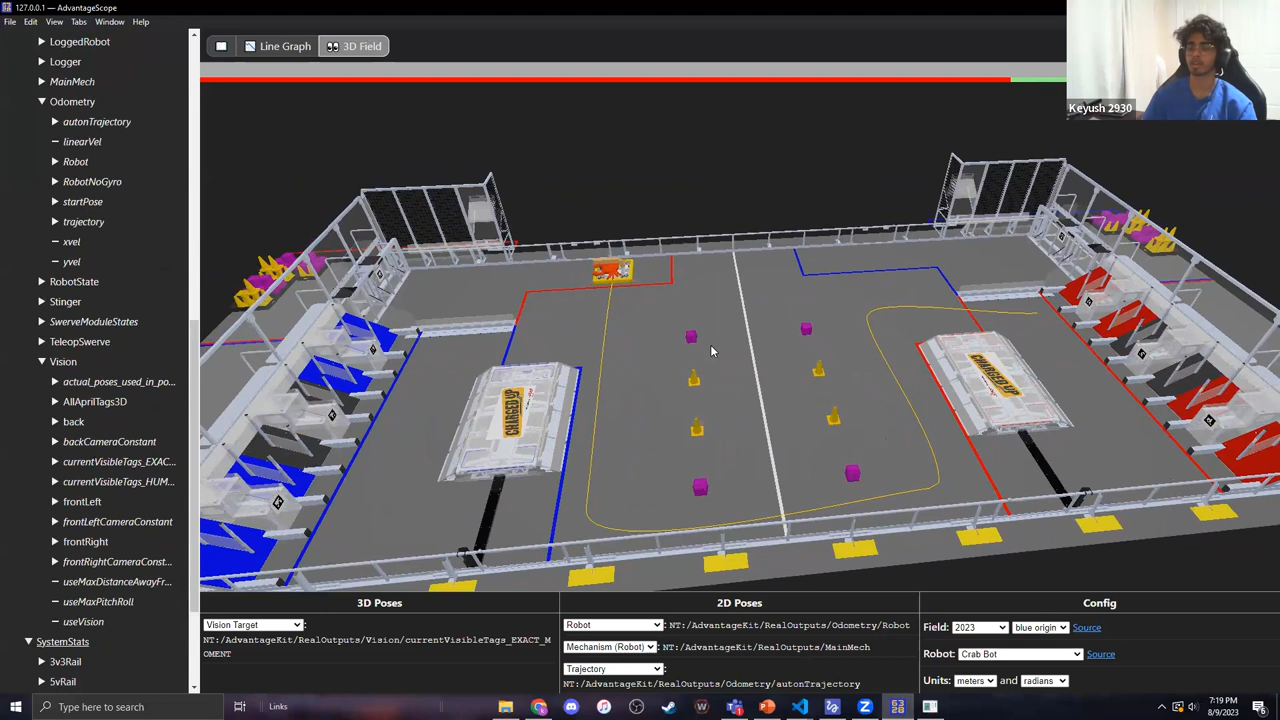 127.0.0.1 — AdvantageScope
File Edit View Tabs Window Help
LoggedRobot
Logger
MainMech
Odometry
autonTrajectory
linearVel
Robot
RobotNoGyro
startPose
trajectory
xvel
yvel
RobotState
Stinger
SwerveModuleStates
TeleopSwerve
Vision
actual_poses_used_in_po...
AllAprilTags3D
back
backCameraConstant
currentVisibleTags_EXAC...
currentVisibleTags_HUM...
frontLeft
frontLeftCameraConstant
frontRight
frontRightCameraConstan...
useMaxDistanceAwayFr...
useMaxPitchRoll
useVision
SystemStats
3v3Rail
5vRail
Line Graph
3D Field
Keyush 2930
CHARGED UP
CHARGED UP
3D Poses
Vision Target :
NT:/AdvantageKit/RealOutputs/Vision/currentVisibleTags_EXACT_M
OMENT
2D Poses
Robot : NT:/AdvantageKit/RealOutputs/Odometry/Robot
Mechanism (Robot) : NT:/AdvantageKit/RealOutputs/MainMech
Trajectory :
NT:/AdvantageKit/RealOutputs/Odometry/autonTrajectory
Config
Field: 2023 blue origin Source
Robot: Crab Bot Source
Units: meters and radians
Type here to search
Links
7:19 PM
8/9/2023